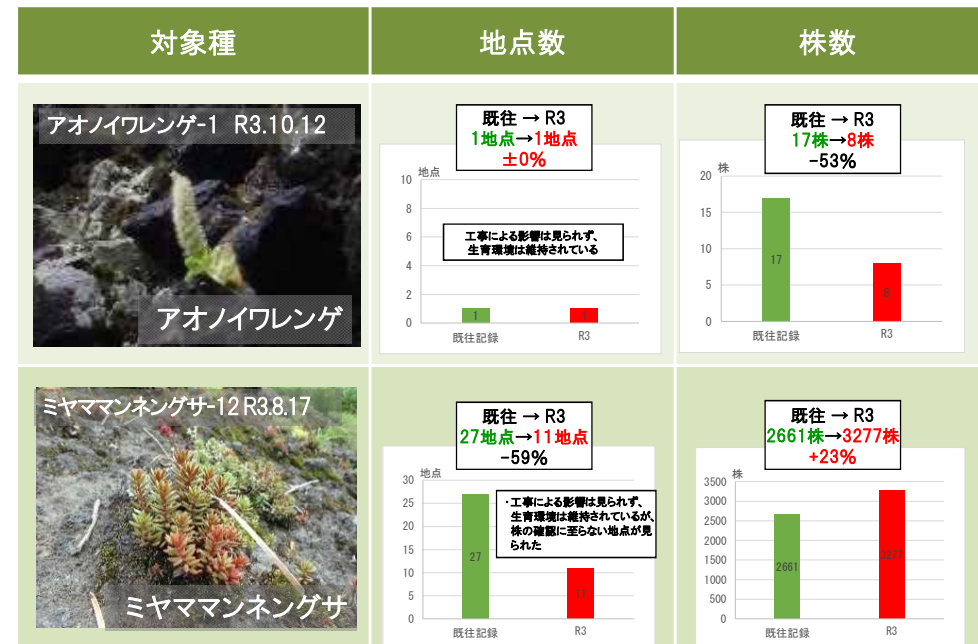 対象種
地点数
株数
アオノイワレンゲ-1 R3.10.12
アオノイワレンゲ
既往 → R3
1地点→1地点
±0%
地点
10
8
6
4
2
0
工事による影響は見られず、
生育環境は維持されている
1
1
既往記録
R3
既往 → R3
17株→8株
-53%
株
20
15
10
5
0
17
8
既往記録
R3
ミヤママンネングサ-12 R3.8.17
ミヤママンネングサ
既往 → R3
27地点→11地点
-59%
地点
30
25
20
15
10
5
0
・工事による影響は見られず、
生育環境は維持されているが、
株の確認に至らない地点が見
られた
27
11
既往記録
R3
既往 → R3
2661株→3277株
+23%
株
3500
3000
2500
2000
1500
1000
500
0
2661
3277
既往記録
R3